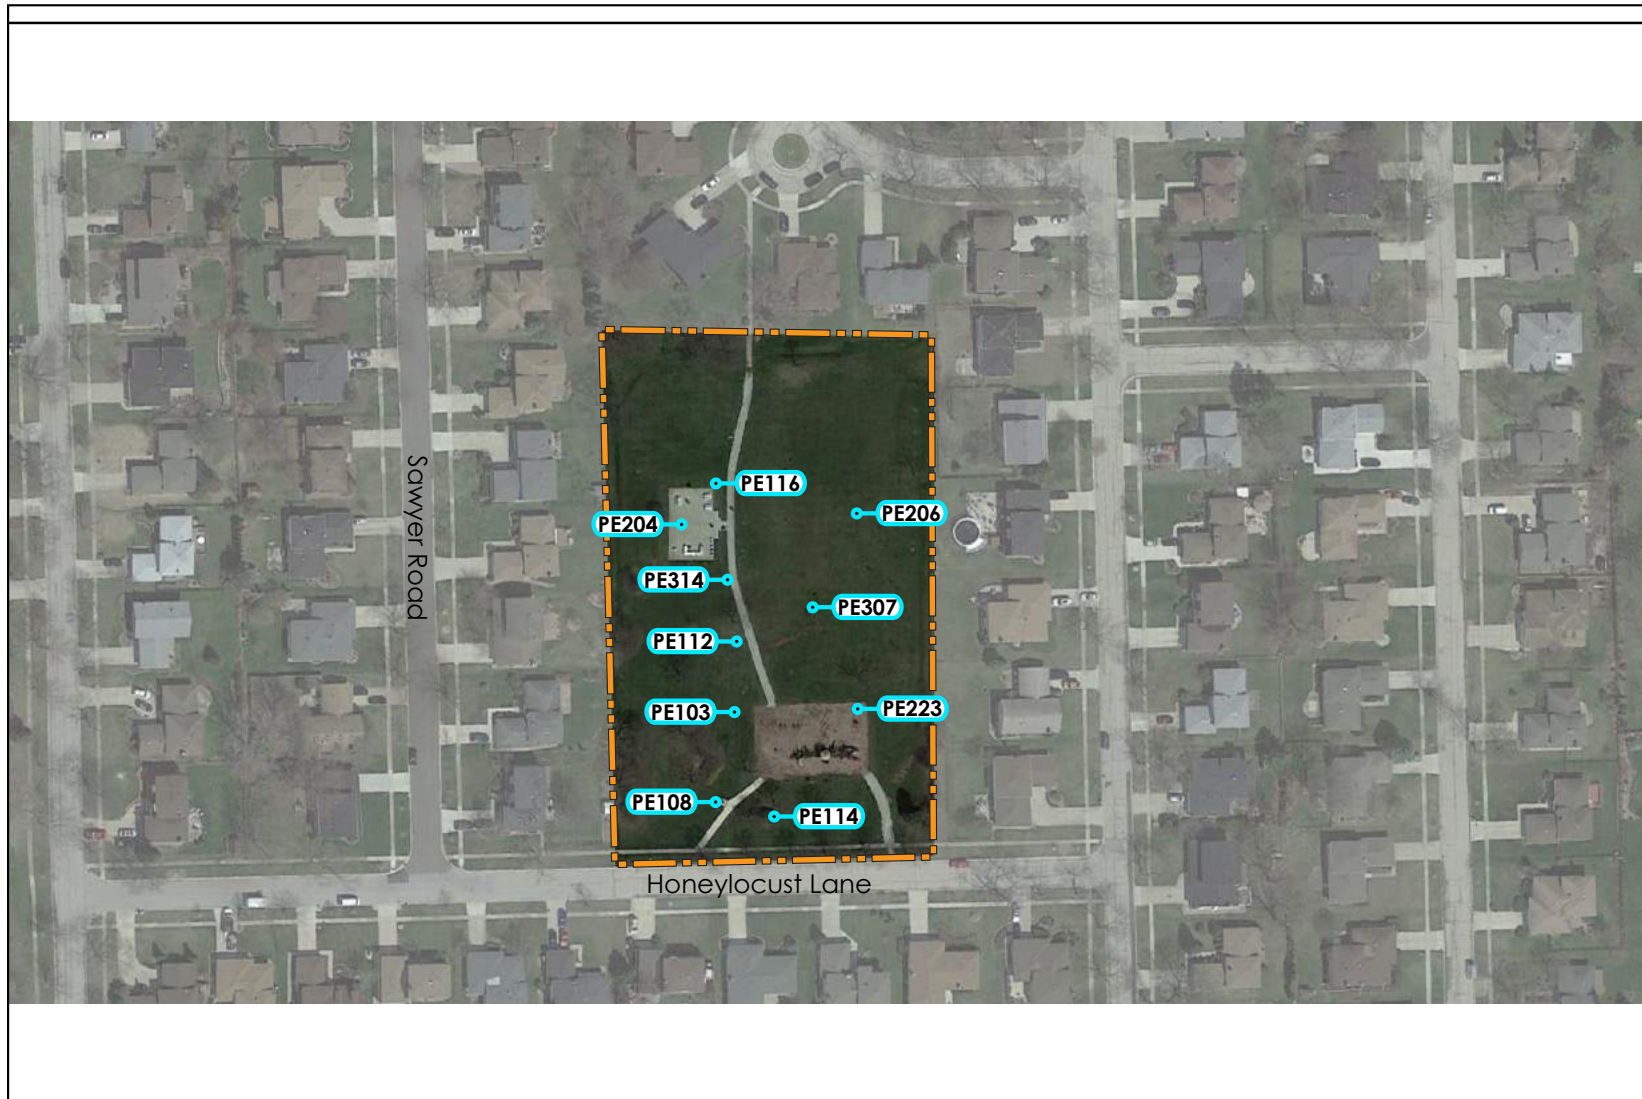 PE116
PE206
PE204
PE314
PE307
PE112
PE103
PE223
PE108
PE114
Sawyer Road
Honeylocust Lane